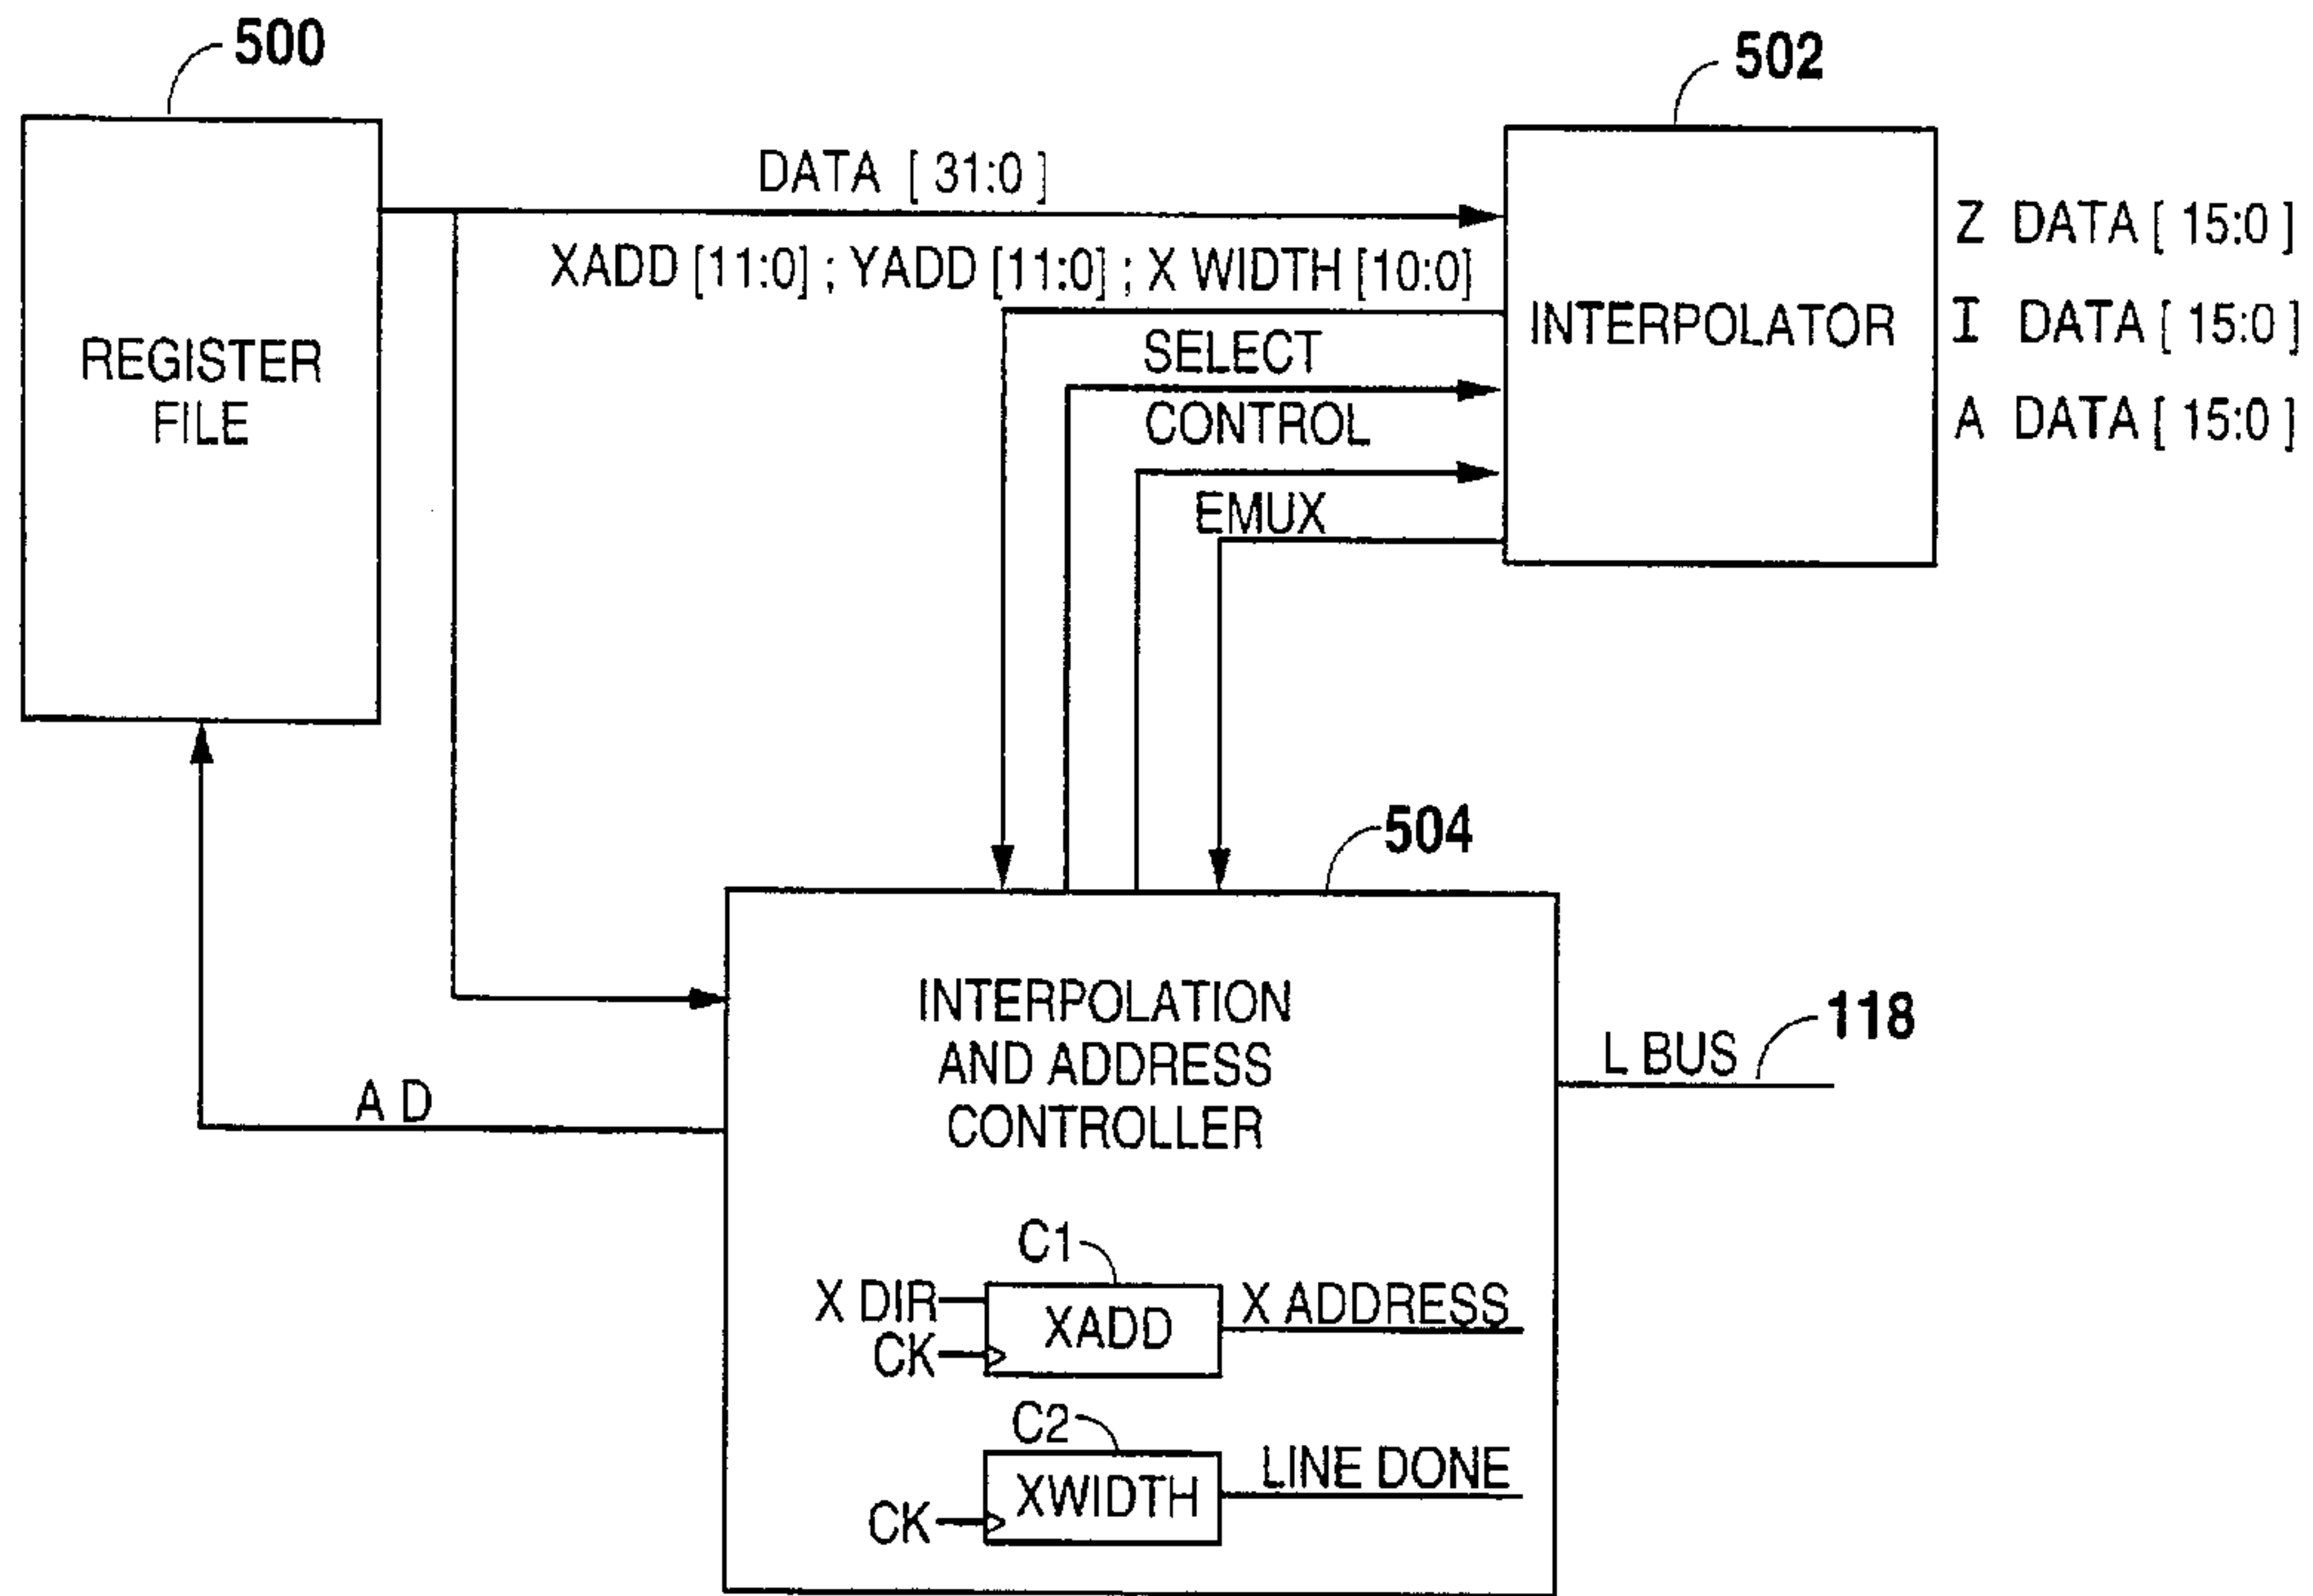 500
502
DATA [ 31:0 ]
XADD [11:0] ; YADD [11:0] ; X WIDTH [10:0]
REGISTER
FILE
SELECT
CONTROL
EMUX
INTERPOLATOR
Z DATA [ 15:0 ]
I DATA [ 15:0 ]
A DATA [ 15:0 ]
504
INTERPOLATION
AND ADDRESS
CONTROLLER
118
L BUS
A D
C1
X DIR
CK
XADD
X ADDRESS
C2
CK
XWIDTH
LINE DONE